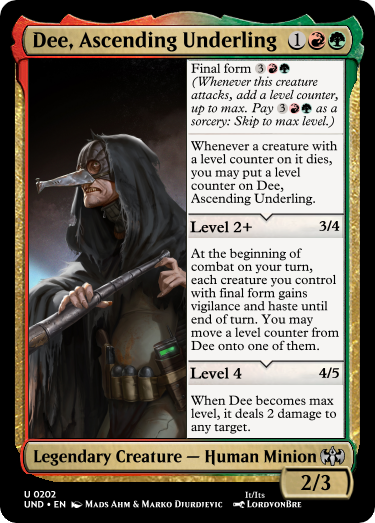 Dee, Ascending Underling 1
Final form 3
(Whenever this creature
attacks, add a level counter,
up to max. Pay 3 as a
sorcery: Skip to max level.)
Whenever a creature with
a level counter on it dies,
you may put a level
counter on Dee,
Ascending Underling.
Level 2+ 3/4
At the beginning of
combat on your turn,
each creature you control
with final form gains
vigilance and haste until
end of turn. You may
move a level counter from
Dee onto one of them.
Level 4 4/5
When Dee becomes max
level, it deals 2 damage to
any target.
Legendary Creature — Human Minion
2/3
U 0202 It/Its
UND • EN Mads Ahm & Marko Djurdjevic LordvonBre